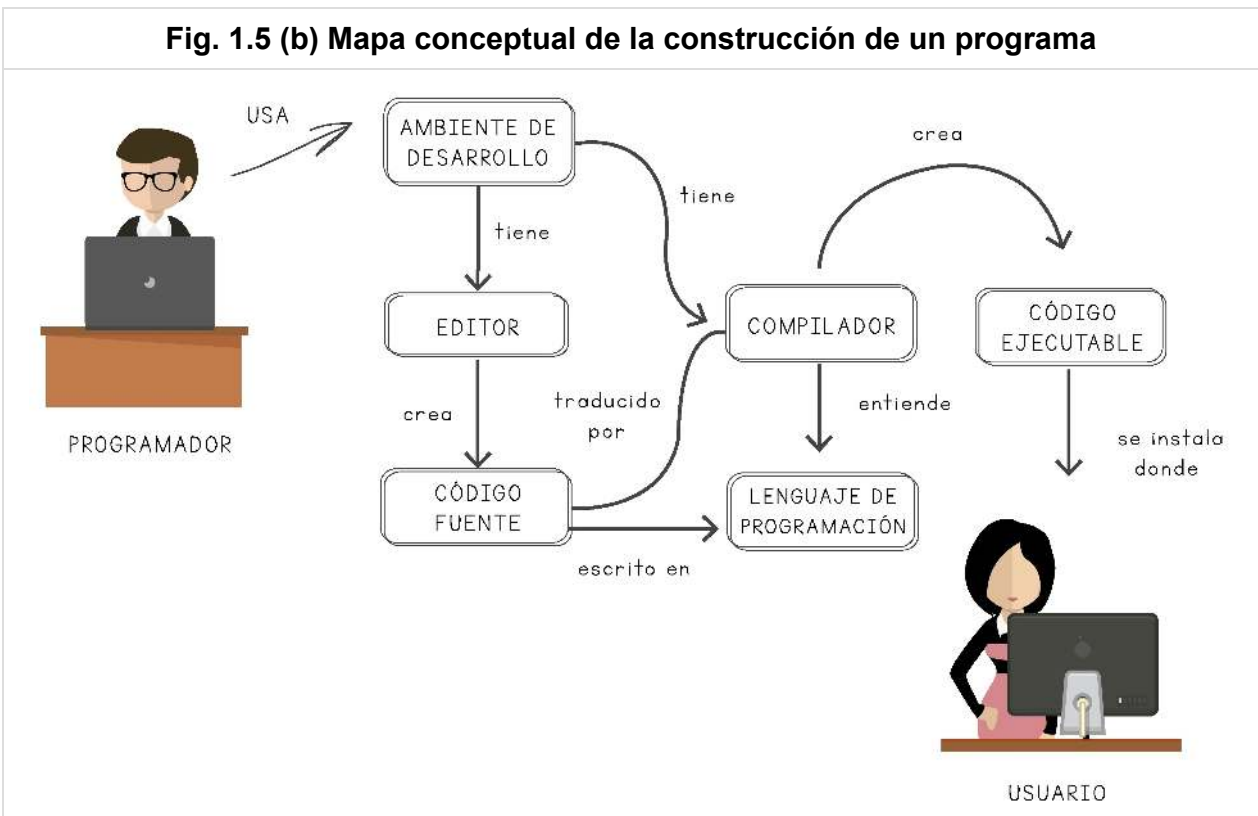 Fig. 1.5 (b) Mapa conceptual de la construcción de un programa
USA
AMBIENTE DE
DESARROLLO
crea
tiene
tiene
EDITOR
COMPILADOR
CÓDIGO
EJECUTABLE
crea
traducido
por
entiende
se instala
donde
PROGRAMADOR
CÓDIGO
FUENTE
LENGUAJE DE
PROGRAMACIÓN
escrito en
USUARIO